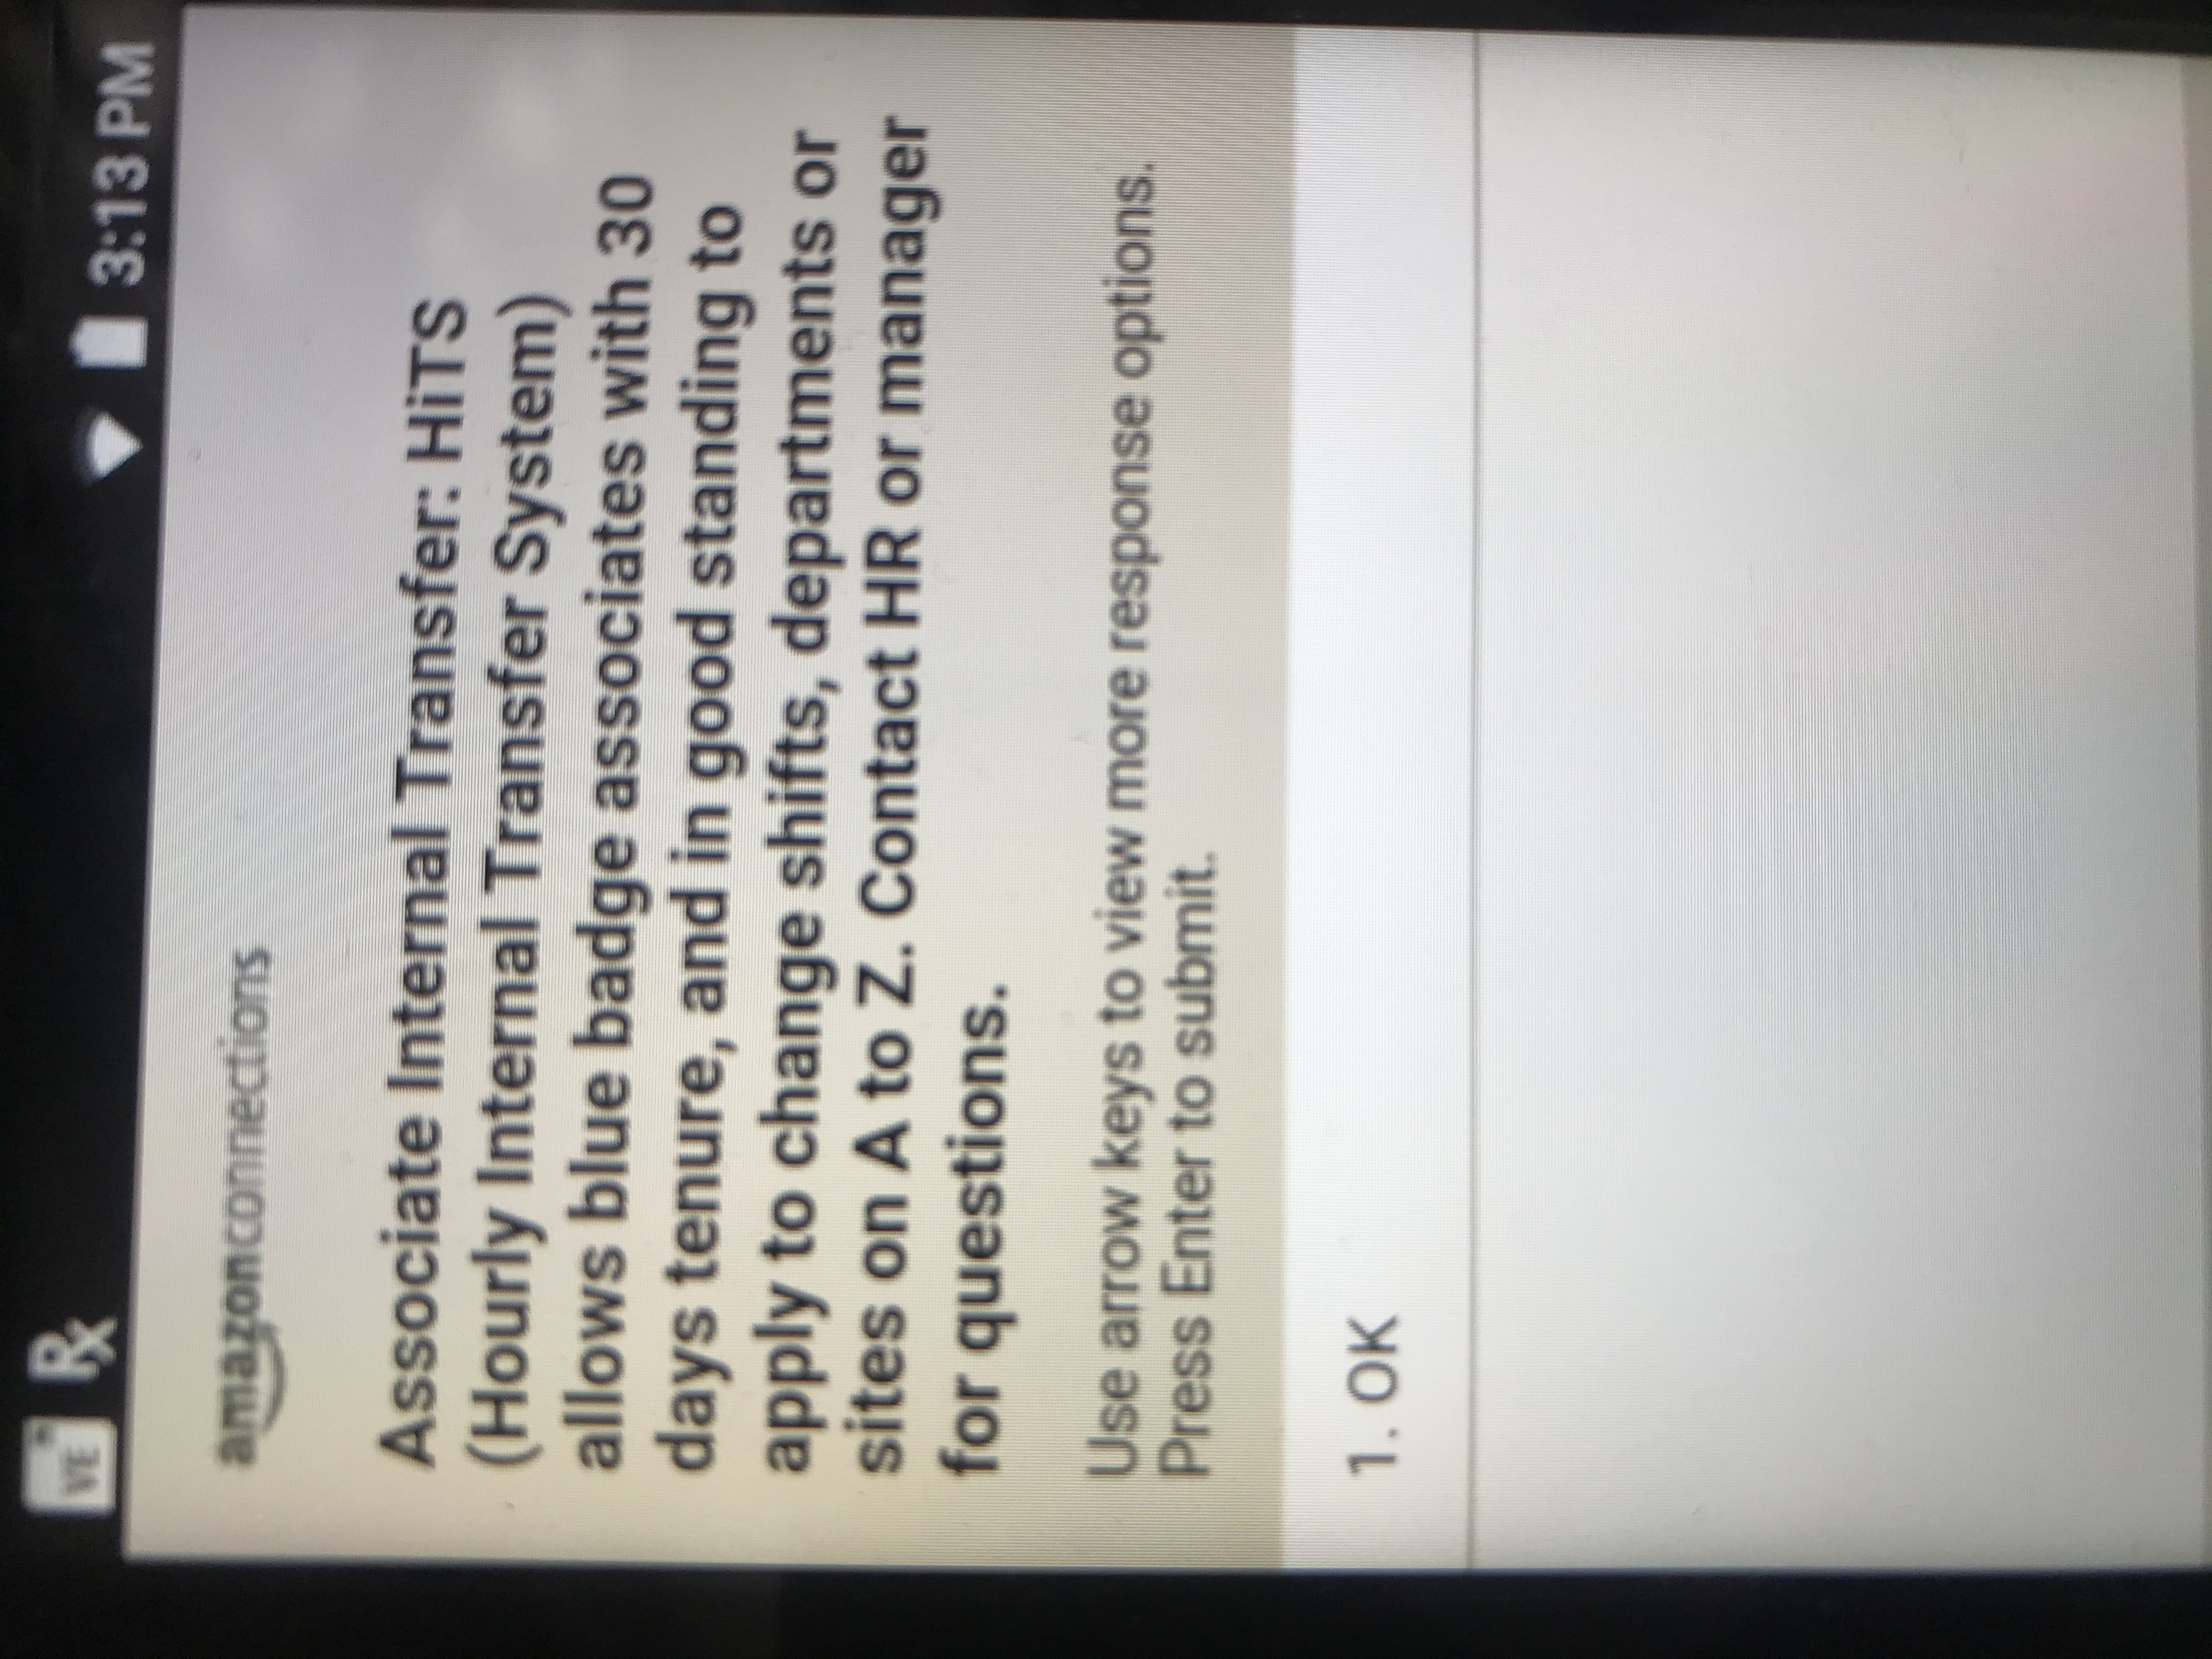 VE Rx 3:13 PM
amazonconnections
Associate Internal Transfer: HiTS
(Hourly Internal Transfer System)
allows blue badge associates with 30
days tenure, and in good standing to
apply to change shifts, departments or
sites on A to Z. Contact HR or manager
for questions.
Use arrow keys to view more response options.
Press Enter to submit.
1. OK